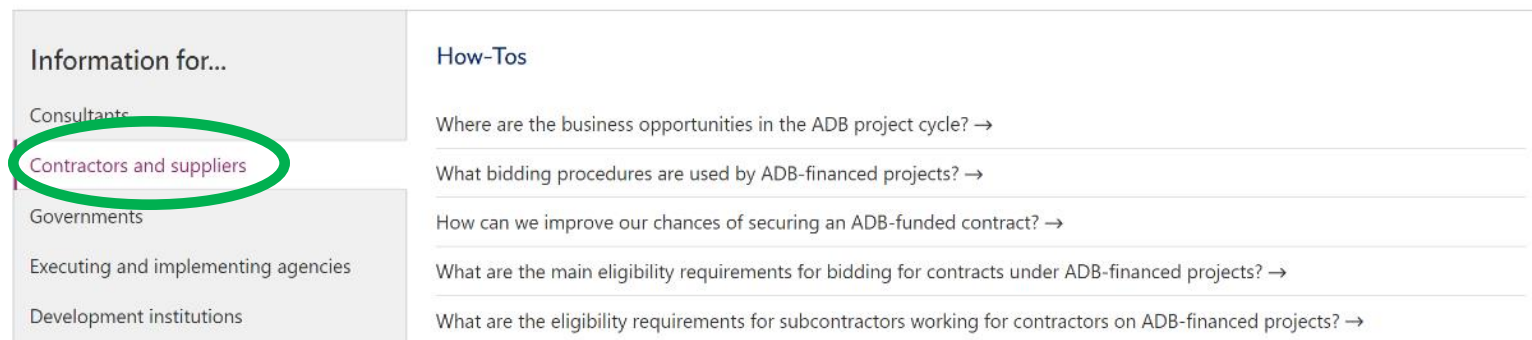 Information for...
Consultants
Contractors and suppliers
Governments
Executing and implementing agencies
Development institutions
How-Tos
Where are the business opportunities in the ADB project cycle? →
What bidding procedures are used by ADB-financed projects? →
How can we improve our chances of securing an ADB-funded contract? →
What are the main eligibility requirements for bidding for contracts under ADB-financed projects? →
What are the eligibility requirements for subcontractors working for contractors on ADB-financed projects? →